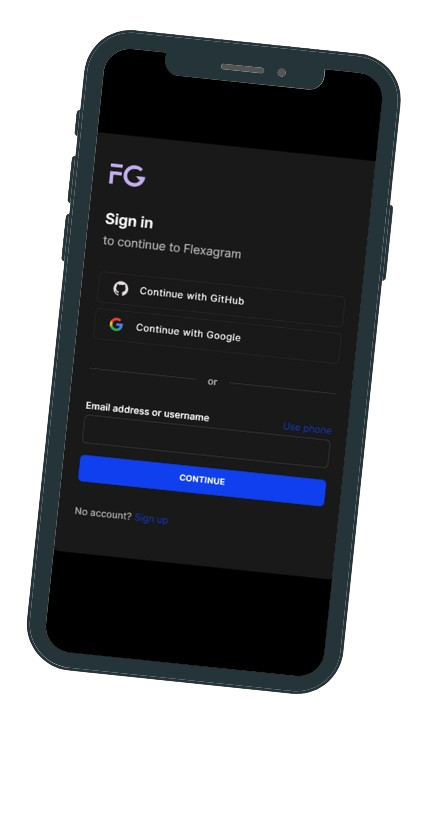 FG
Sign in
to continue to Flexagram
Continue with GitHub
Continue with Google
or
Email address or username
Use phone
CONTINUE
No account? Sign up